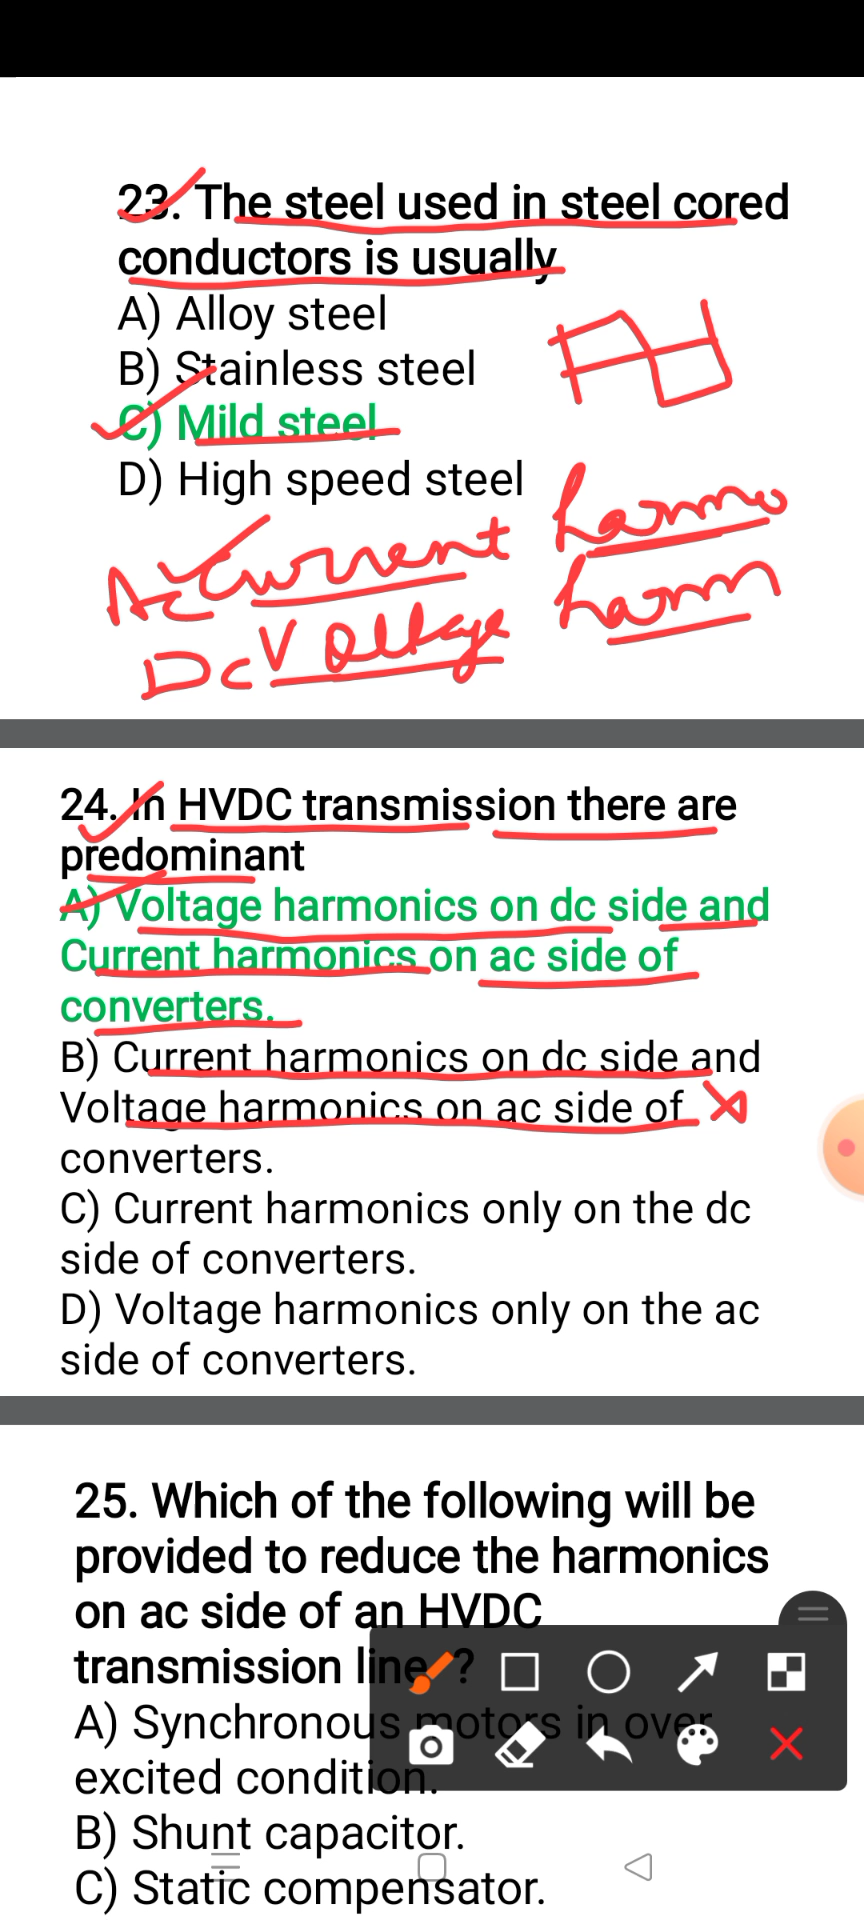 23. The steel used in steel cored
conductors is usually
A) Alloy steel
B) Stainless steel
C) Mild steel
D) High speed steel
Ac Current harmo
Dc Voltage harm
24. In HVDC transmission there are
predominant
A) Voltage harmonics on dc side and
Current harmonics on ac side of
converters.
B) Current harmonics on dc side and
Voltage harmonics on ac side of
converters.
C) Current harmonics only on the dc
side of converters.
D) Voltage harmonics only on the ac
side of converters.
25. Which of the following will be
provided to reduce the harmonics
on ac side of an HVDC
transmission line ?
A) Synchronous motors in over
excited condition.
B) Shunt capacitor.
C) Static compensator.